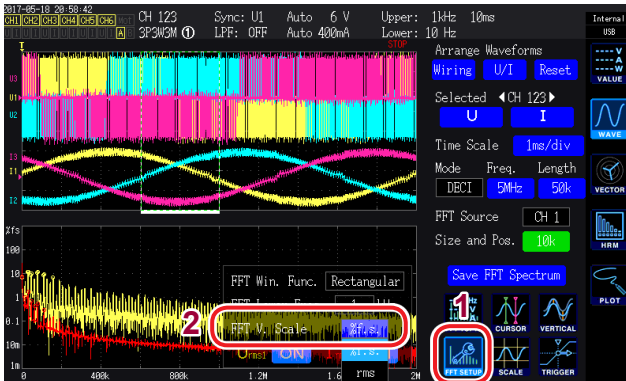 2017-05-18 20:58:42
CH1 CH2 CH3 CH4 CH5 CH6 Mot
CH 123 Sync: U1 Auto 6 V Upper: 1kHz 10ms
3P3W3M ① LPF: OFF Auto 400mA Lower: 10 Hz
Internal
USB
STOP
U3
U1
U2
I3
I1
I2
Arrange Waveforms
Wiring U/I Reset
Selected CH 123
U I
Time Scale 1ms/div
Mode Freq. Length
DECI 5MHz 50k
FFT Source CH 1
Size and Pos. 10k
Save FFT Spectrum
V
A
W
VALUE
WAVE
VECTOR
HRM
PLOT
%fs
100
10
1
0.1
10m
1m
0 400k 800k 1.2M 2M
FFT Win. Func. Rectangular
2
FFT V. Scale %f.s.
Urms1 ON %f.s.
rms
1
Hz
CURSOR VERTICAL
FFT SETUP SCALE TRIGGER